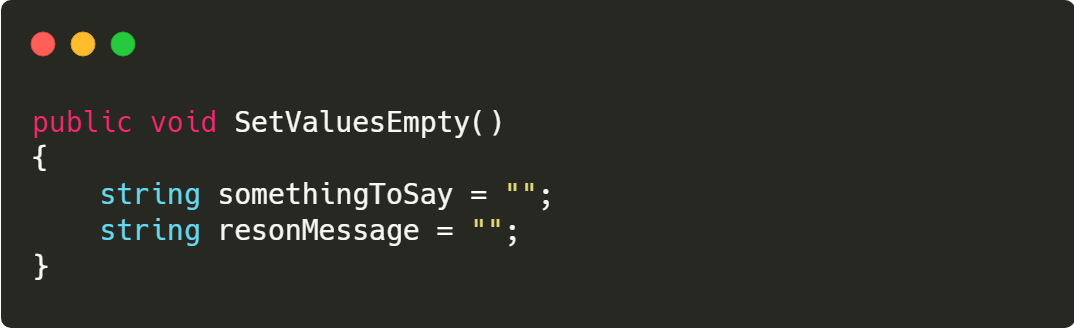 public void SetValuesEmpty()
{
    string somethingToSay = "";
    string resonMessage = "";
}